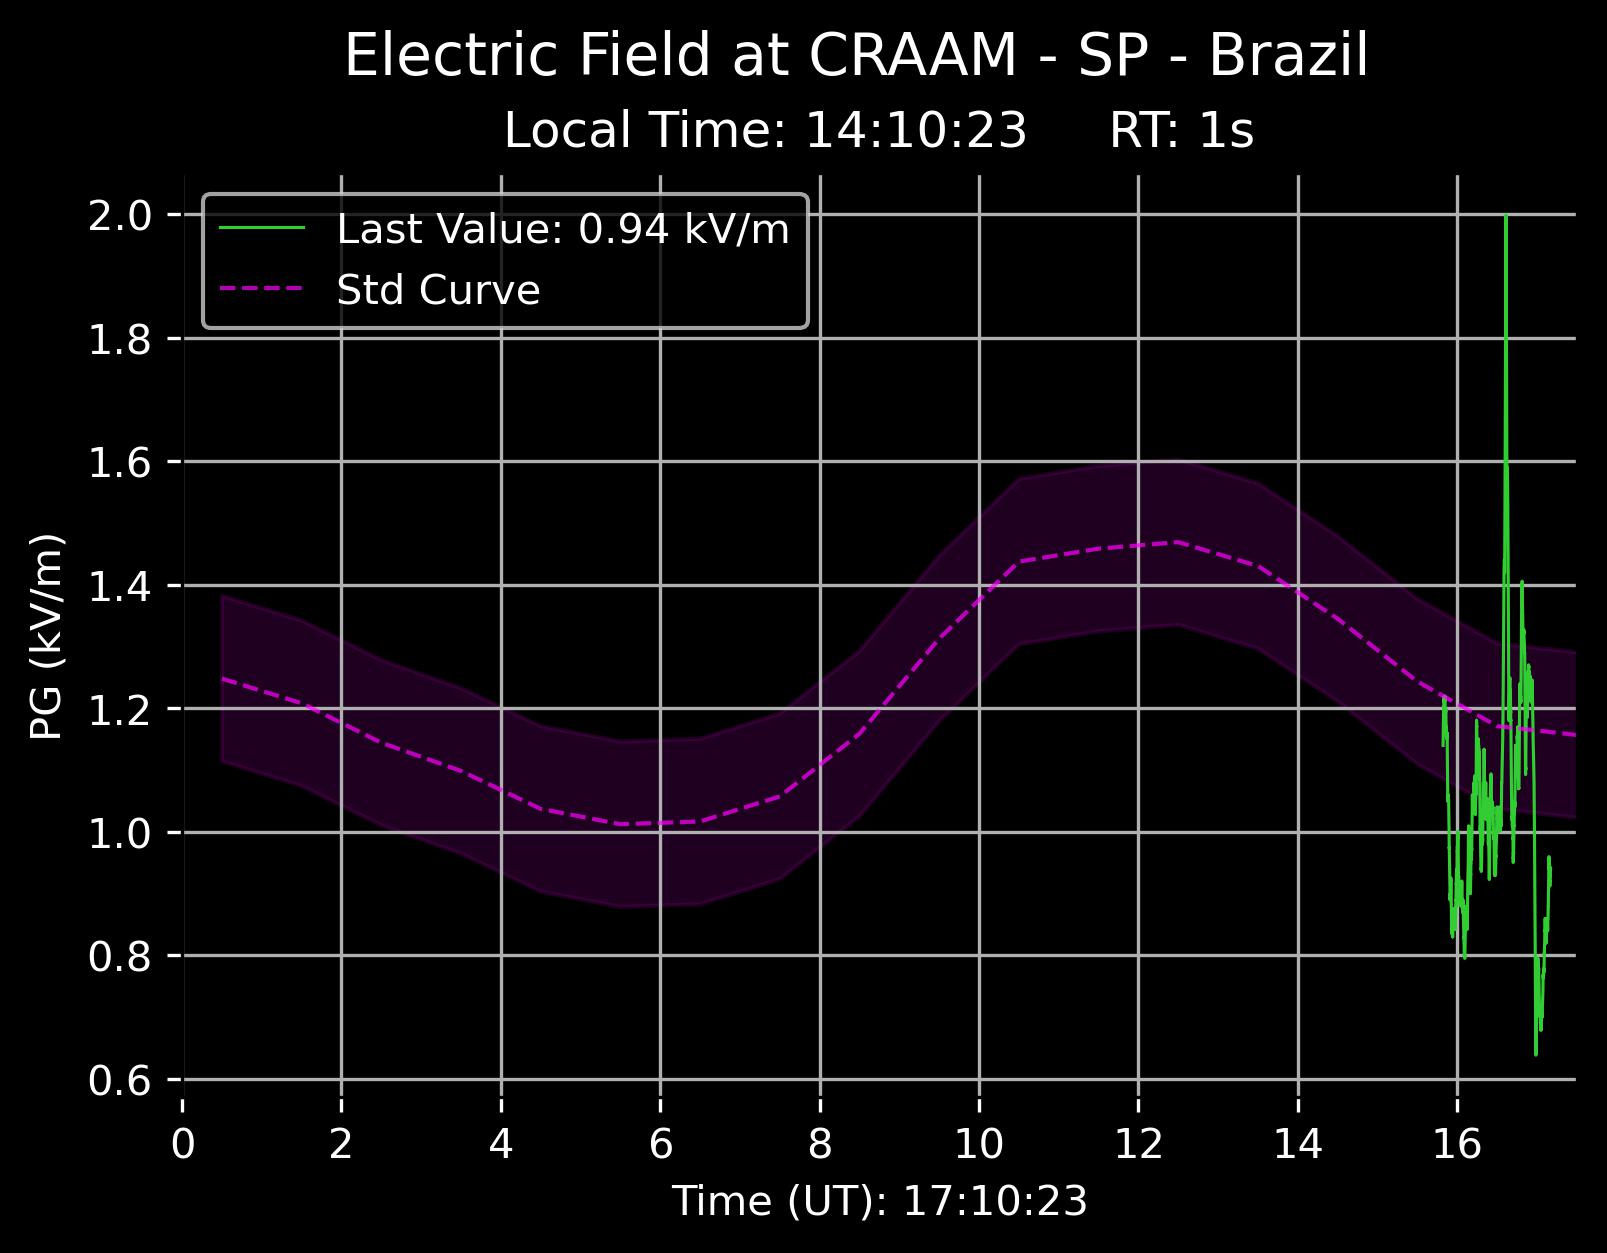 Electric Field at CRAAM - SP - Brazil
Local Time: 14:10:23 RT: 1s
Last Value: 0.94 kV/m
Std Curve
PG (kV/m)
2.0
1.8
1.6
1.4
1.2
1.0
0.8
0.6
0 2 4 6 8 10 12 14 16
Time (UT): 17:10:23